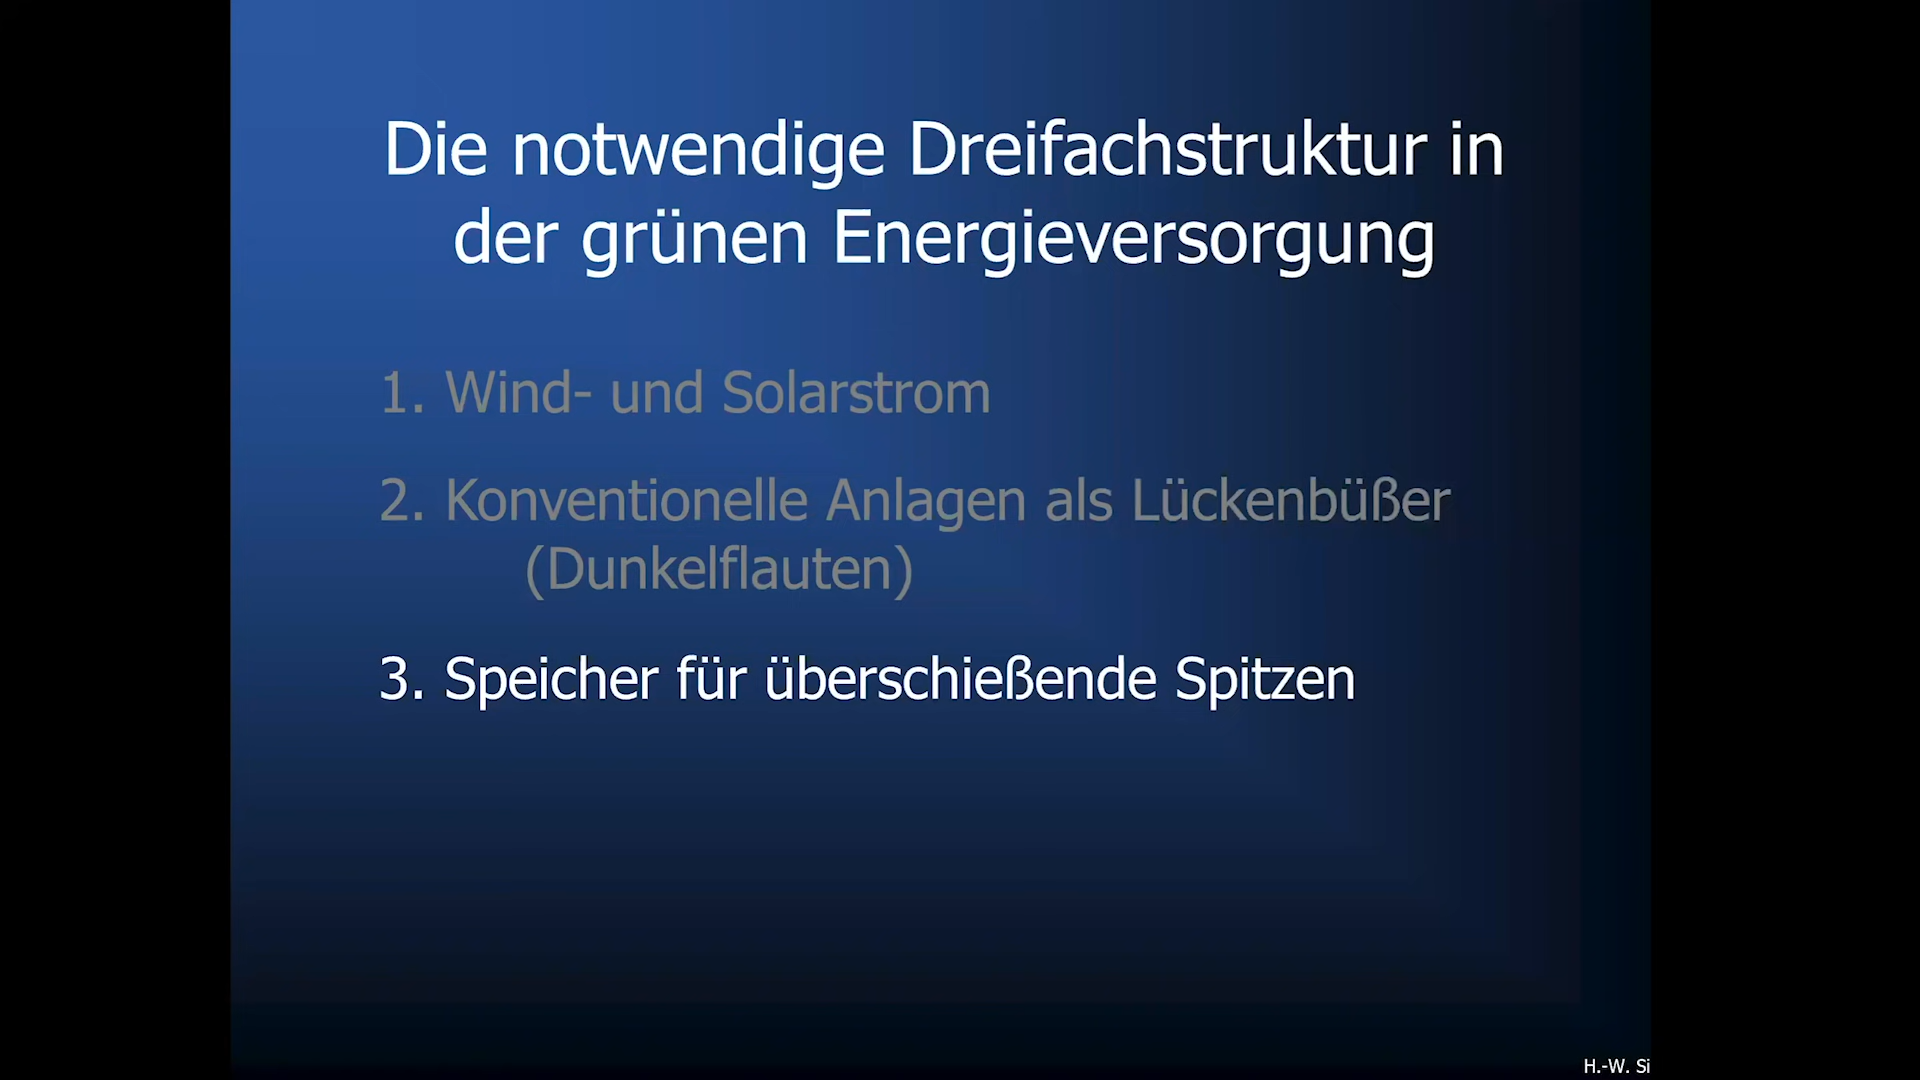 Die notwendige Dreifachstruktur in
der grünen Energieversorgung
1. Wind- und Solarstrom
2. Konventionelle Anlagen als Lückenbüßer
(Dunkelflauten)
3. Speicher für überschießende Spitzen
H.-W. Si